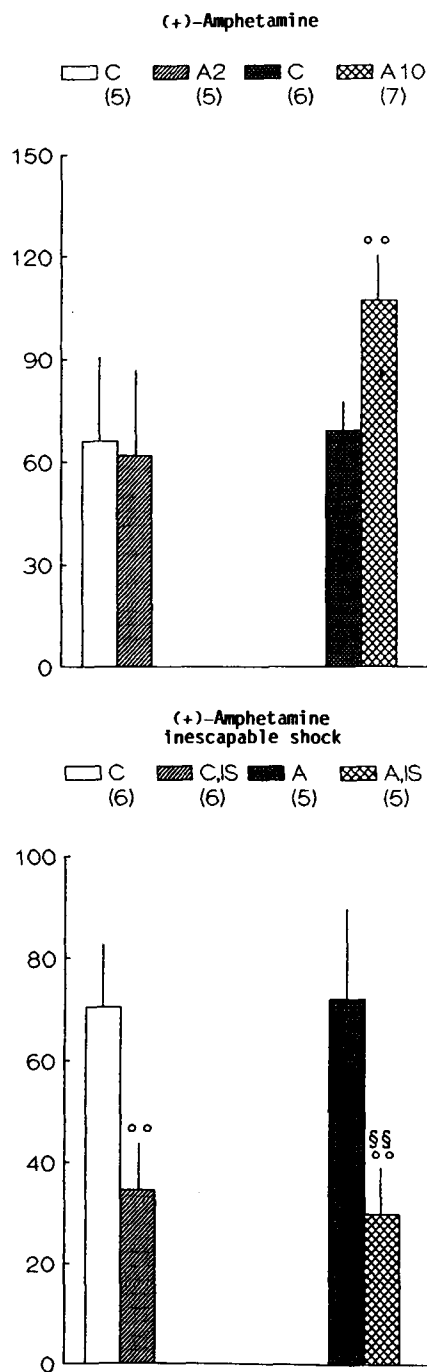 (+)-Amphetamine
C A2 C A10
(5) (5) (6) (7)
150
120
90
60
30
0
°°
(+)-Amphetamine
inescapable shock
C C,IS A A,IS
(6) (6) (5) (5)
100
80
60
40
20
0
°°
§§
°°